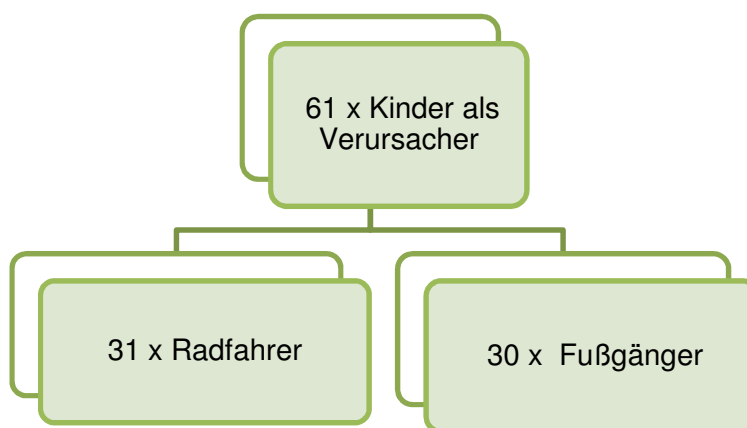 61 x Kinder als
Verursacher
31 x Radfahrer
30 x  Fußgänger